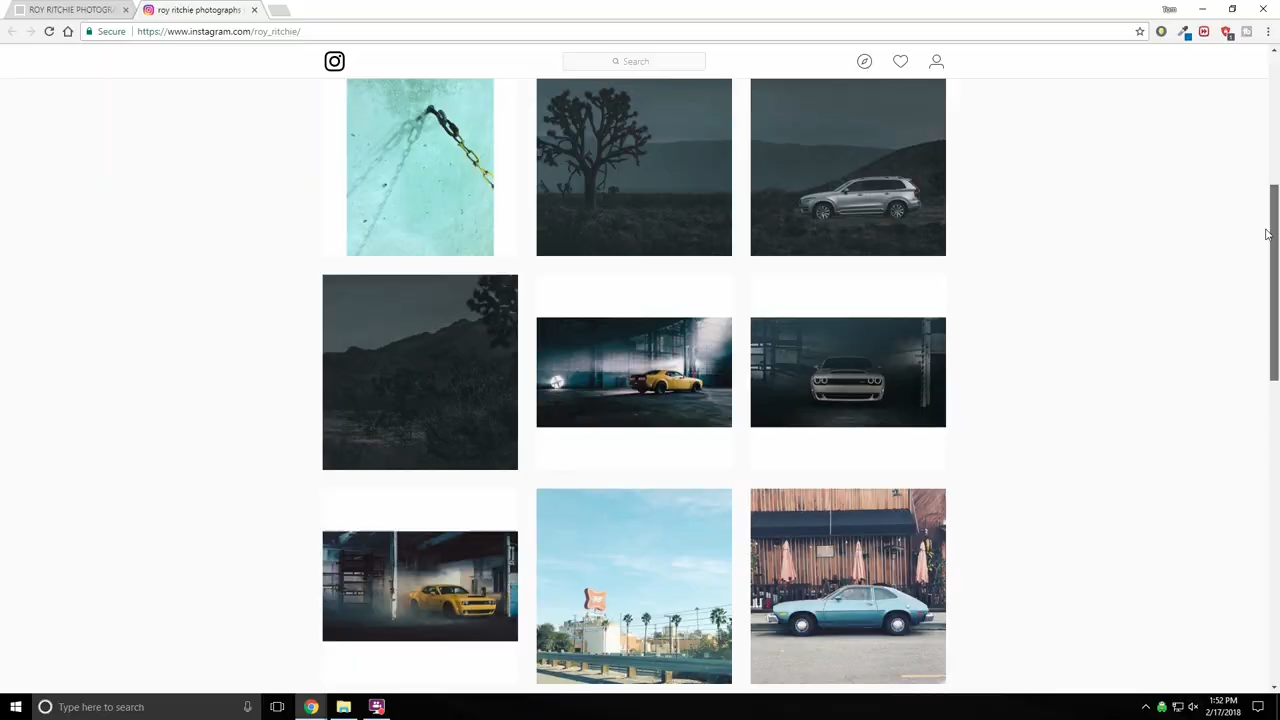 ROY RITCHIE PHOTOGRA
roy ritchie photographs
Tom
Secure
https://www.instagram.com/roy_ritchie/
Search
Type here to search
1:52 PM
2/17/2018